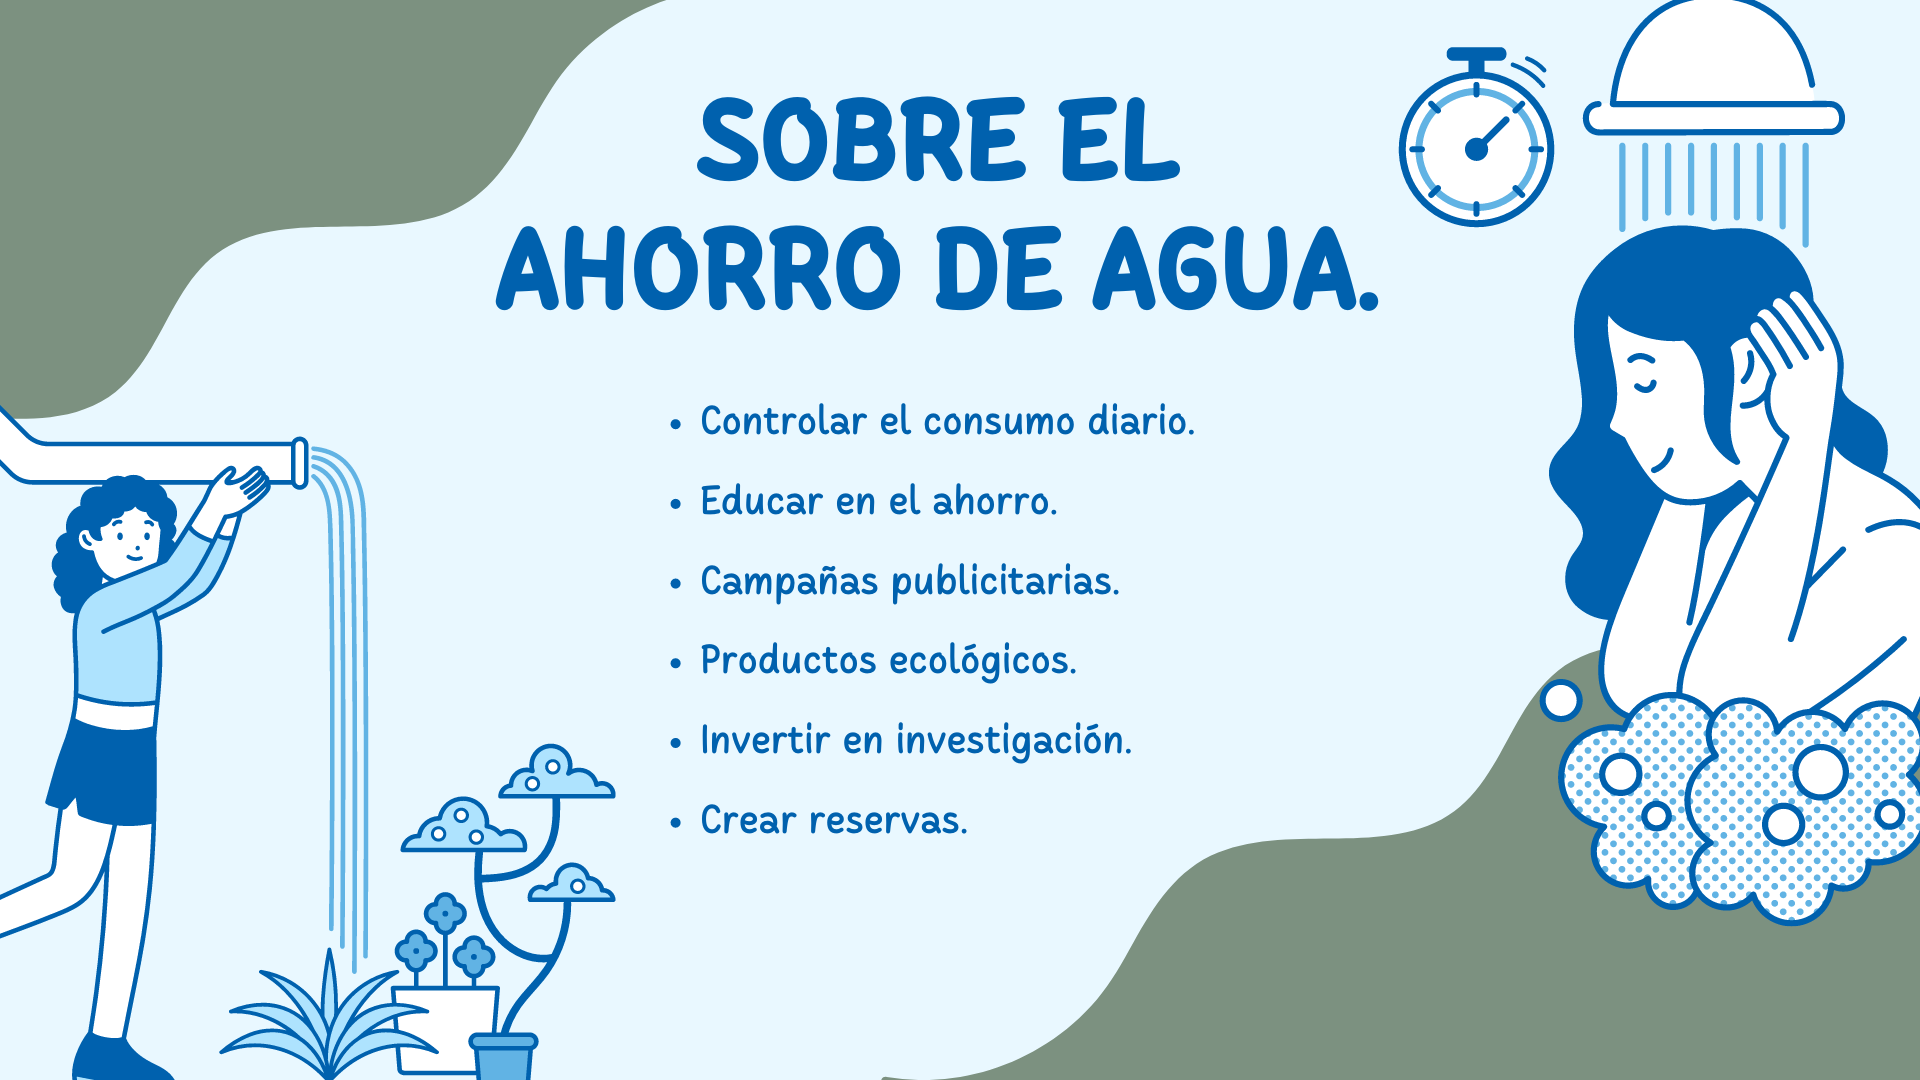 SOBRE EL
AHORRO DE AGUA.
• Controlar el consumo diario.
• Educar en el ahorro.
• Campañas publicitarias.
• Productos ecológicos.
• Invertir en investigación.
• Crear reservas.